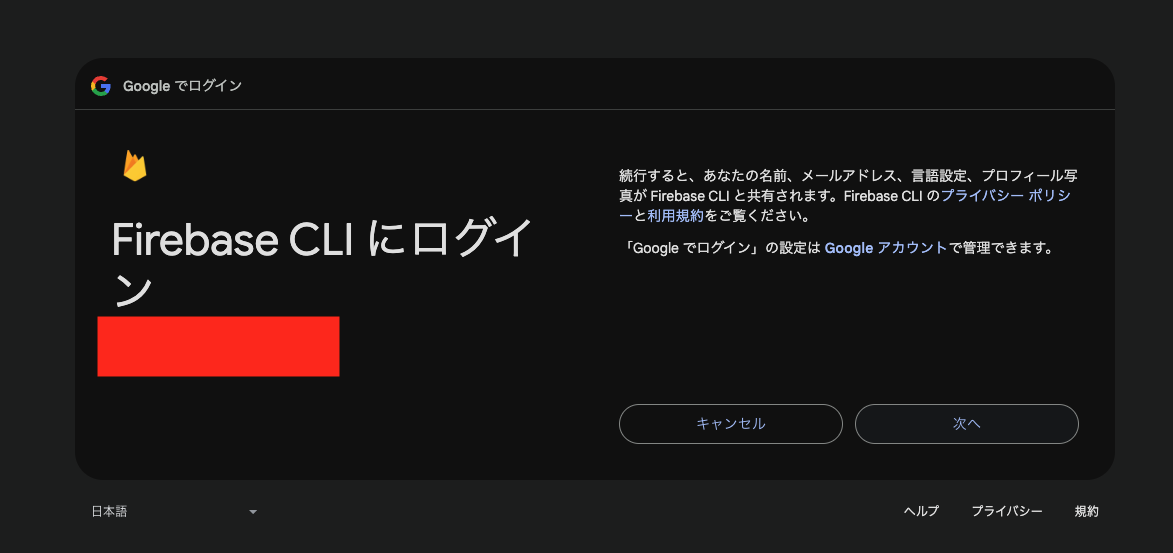 Google でログイン
Firebase CLI にログイ
ン
続行すると、あなたの名前、メールアドレス、言語設定、プロフィール写
真が Firebase CLI と共有されます。Firebase CLI のプライバシー ポリシ
ーと利用規約をご覧ください。
「Google でログイン」の設定は Google アカウントで管理できます。
キャンセル
次へ
日本語
ヘルプ
プライバシー
規約